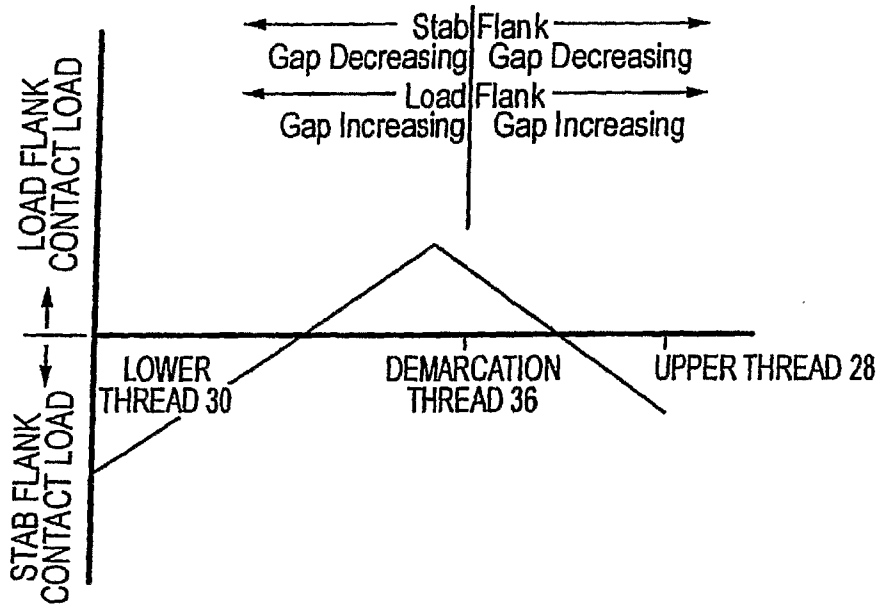 Stab Flank
Gap Decreasing Gap Decreasing
Load Flank
Gap Increasing Gap Increasing
LOAD FLANK
CONTACT LOAD
STAB FLANK
CONTACT LOAD
LOWER
THREAD 30
DEMARCATION
THREAD 36
UPPER THREAD 28